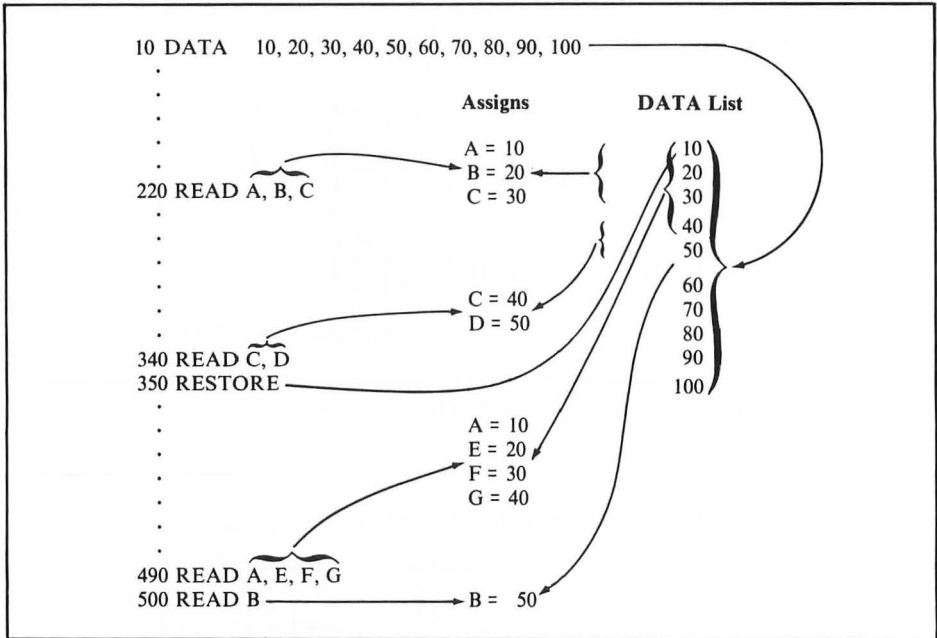 10 DATA 10, 20, 30, 40, 50, 60, 70, 80, 90, 100
Assigns DATA List
A = 10 10
B = 20 20
220 READ A, B, C C = 30 30
40
50
C = 40 60
D = 50 70
80
340 READ C, D 90
350 RESTORE 100
A = 10
E = 20
F = 30
G = 40
490 READ A, E, F, G
500 READ B B = 50